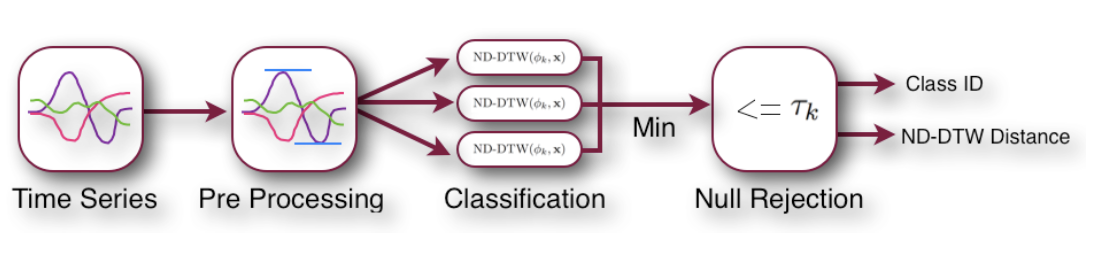 ND-DTW(ϕₖ, x)
ND-DTW(ϕₖ, x)
ND-DTW(ϕₖ, x)
Min
<= τₖ
Class ID
ND-DTW Distance
Time Series
Pre Processing
Classification
Null Rejection